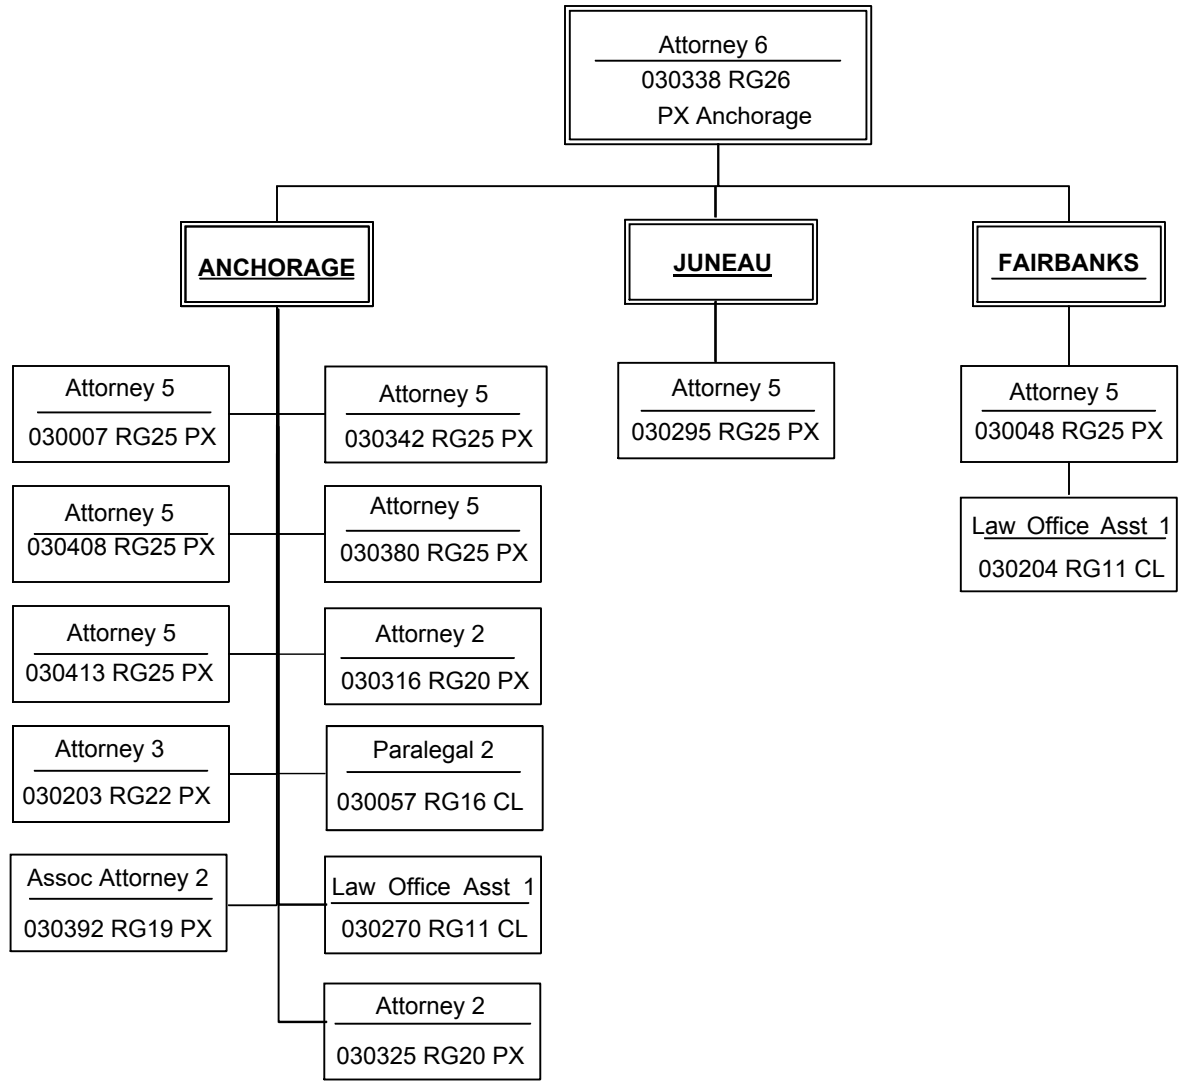 Attorney 6
030338 RG26
PX Anchorage
ANCHORAGE
JUNEAU
FAIRBANKS
Attorney 5
030007 RG25 PX
Attorney 5
030342 RG25 PX
Attorney 5
030295 RG25 PX
Attorney 5
030048 RG25 PX
Attorney 5
030408 RG25 PX
Attorney 5
030380 RG25 PX
Law Office Asst 1
030204 RG11 CL
Attorney 5
030413 RG25 PX
Attorney 2
030316 RG20 PX
Attorney 3
030203 RG22 PX
Paralegal 2
030057 RG16 CL
Assoc Attorney 2
030392 RG19 PX
Law Office Asst 1
030270 RG11 CL
Attorney 2
030325 RG20 PX